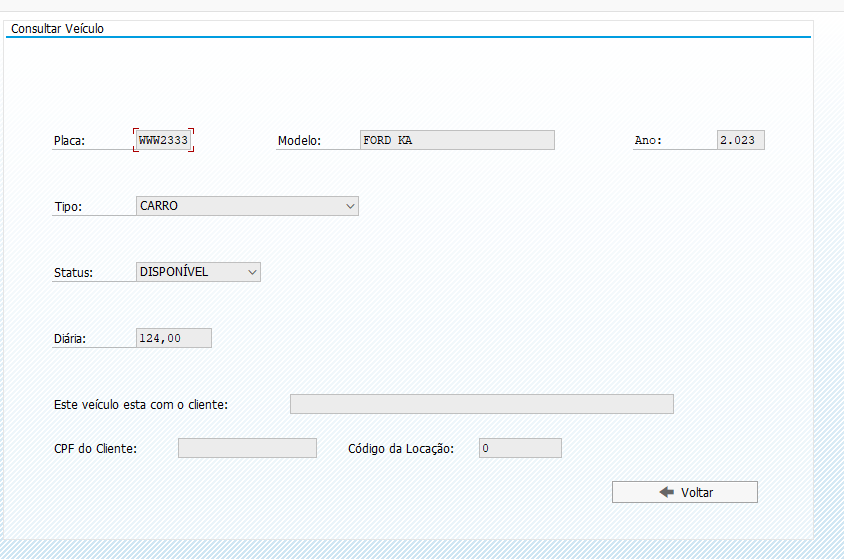 Consultar Veículo
Placa: WWW2333 Modelo: FORD KA Ano: 2.023
Tipo: CARRO
Status: DISPONÍVEL
Diária: 124,00
Este veículo esta com o cliente:
CPF do Cliente: Código da Locação: 0
Voltar